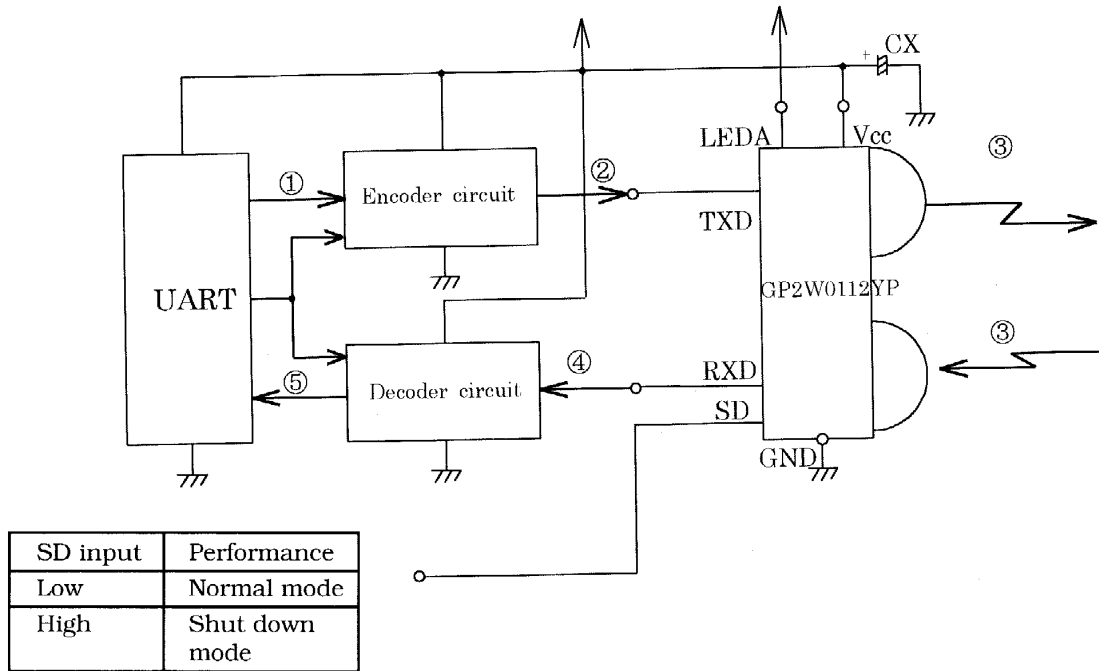 + CX
LEDA Vcc
③
① Encoder circuit ②
TXD
UART
GP2W0112YP
③
④ RXD
⑤ Decoder circuit
SD
GND
SD input Performance
Low Normal mode
High Shut down
mode